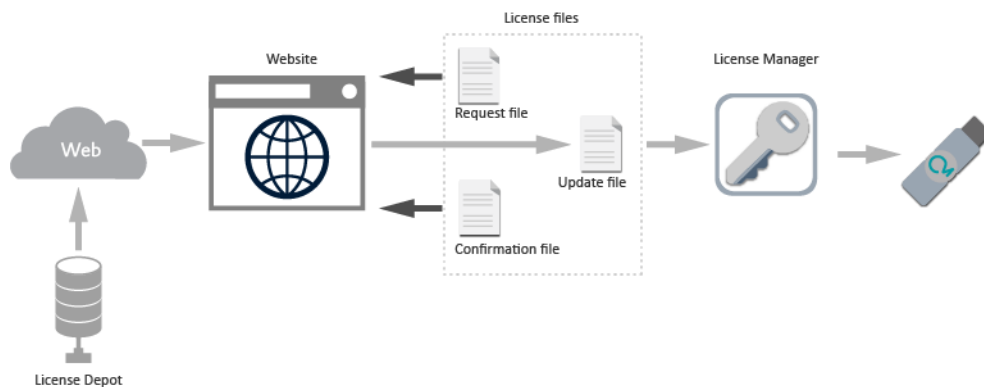 License files
Website
License Manager
Request file
Web
Update file
Confirmation file
License Depot